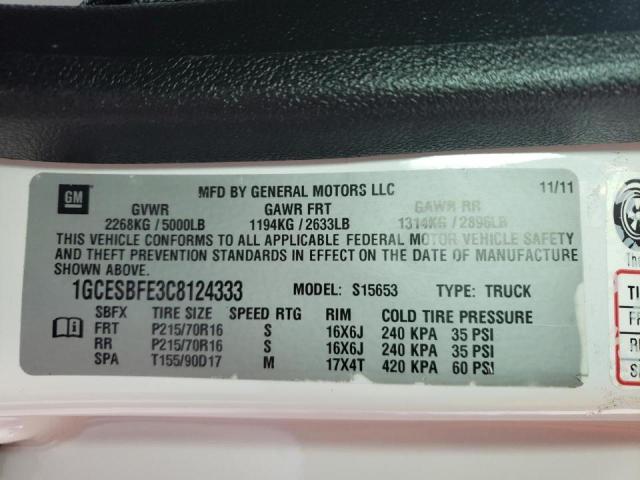 GM
MFD BY GENERAL MOTORS LLC 11/11
GVWR GAWR FRT GAWR RR
2268KG / 5000LB 1194KG / 2633LB 1314KG / 2896LB
THIS VEHICLE CONFORMS TO ALL APPLICABLE FEDERAL MOTOR VEHICLE SAFETY
AND THEFT PREVENTION STANDARDS IN EFFECT ON THE DATE OF MANUFACTURE
SHOWN ABOVE.
1GCESBFE3C8124333 MODEL: S15653 TYPE: TRUCK
SBFX TIRE SIZE SPEED RTG RIM COLD TIRE PRESSURE
FRT P215/70R16 S 16X6J 240 KPA 35 PSI
RR P215/70R16 S 16X6J 240 KPA 35 PSI
SPA T155/90D17 M 17X4T 420 KPA 60 PSI
The
TI